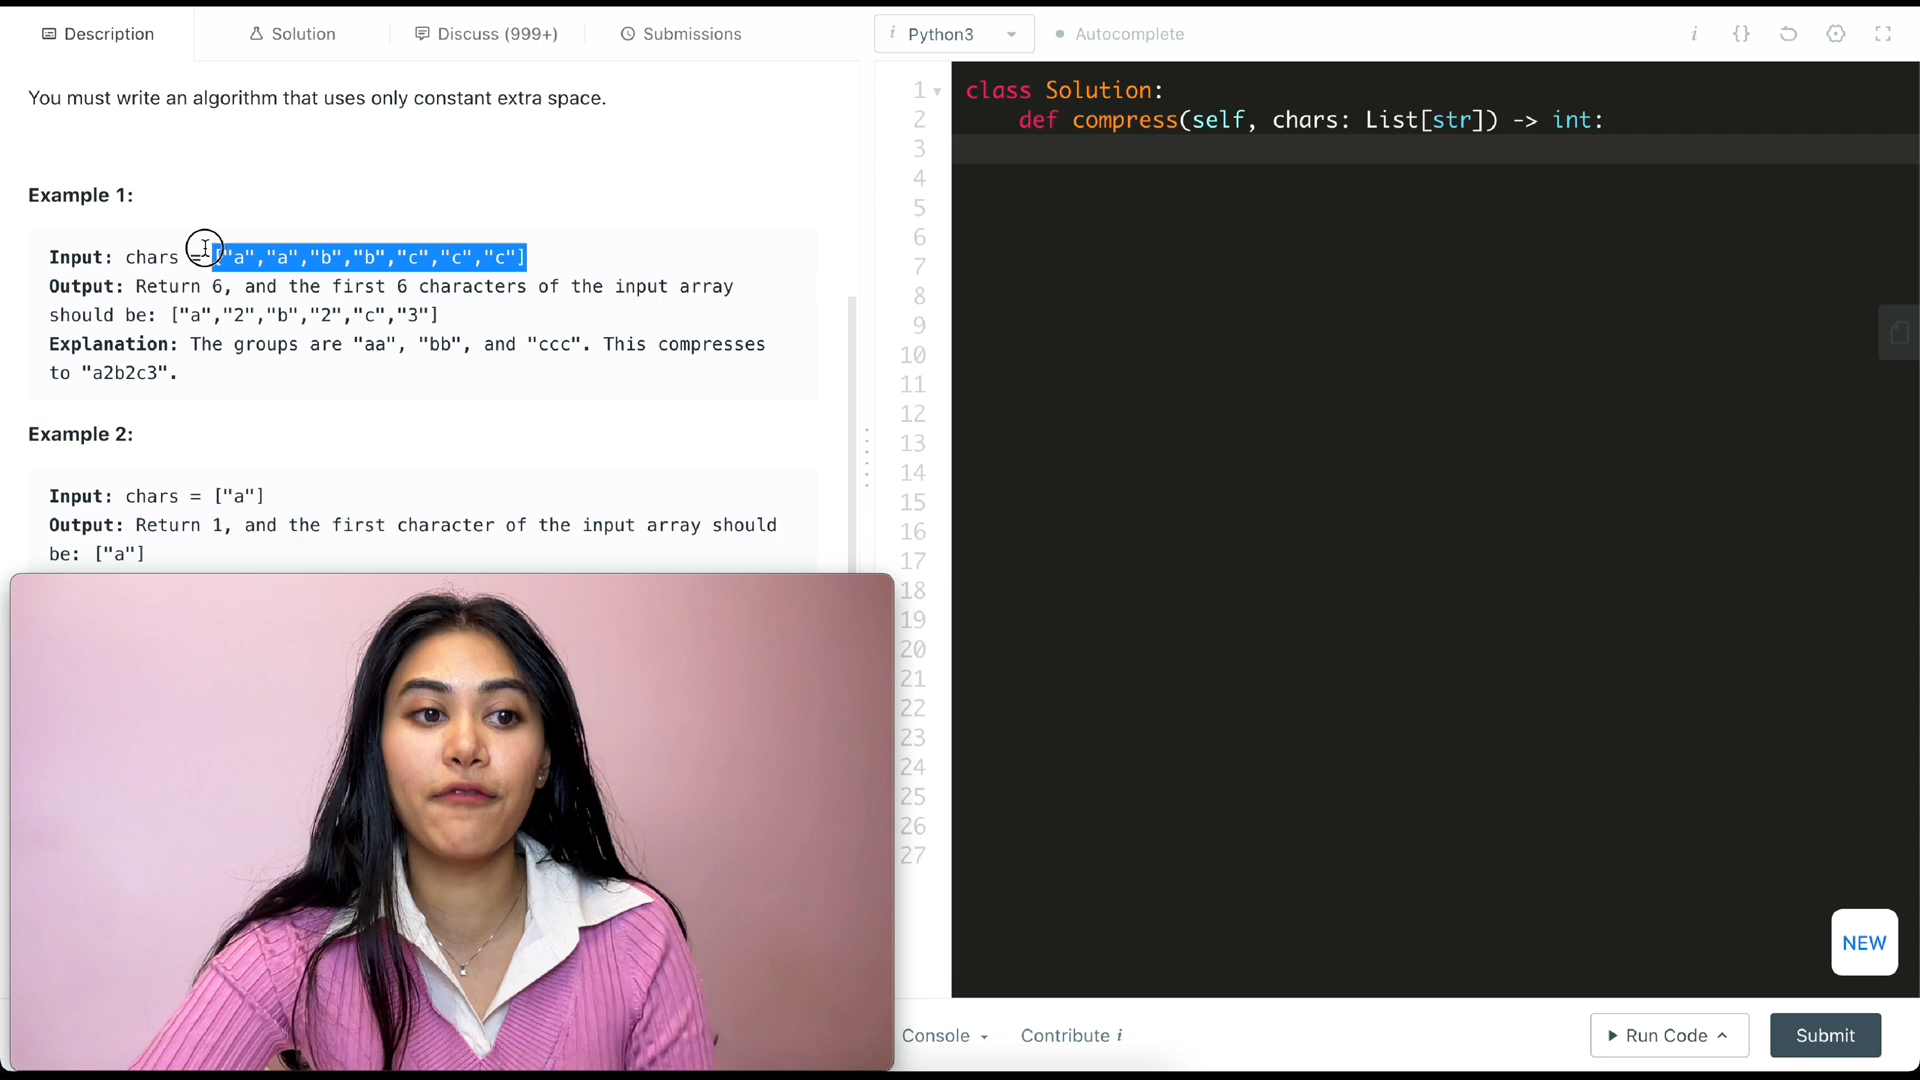 Description
Solution
Discuss (999+)
Submissions
i Python3
Autocomplete
i {}
You must write an algorithm that uses only constant extra space.
Example 1:
Input: chars = ["a","a","b","b","c","c","c"]
Output: Return 6, and the first 6 characters of the input array
should be: ["a","2","b","2","c","3"]
Explanation: The groups are "aa", "bb", and "ccc". This compresses
to "a2b2c3".
Example 2:
Input: chars = ["a"]
Output: Return 1, and the first character of the input array should
be: ["a"]
1 class Solution:
2 def compress(self, chars: List[str]) -> int:
3
4
5
6
7
8
9
10
11
12
13
14
15
16
17
18
19
20
21
22
23
24
25
26
27
NEW
Console
Contribute i
Run Code
Submit